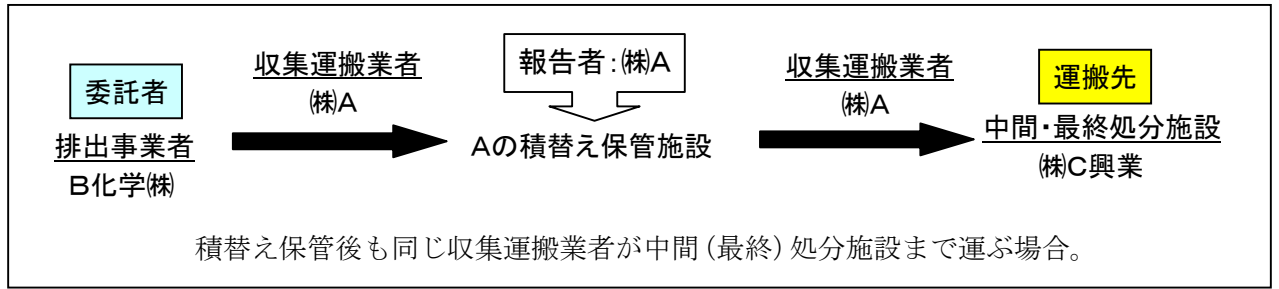 委託者
排出事業者
B化学㈱
収集運搬業者
㈱A
報告者:㈱A
Aの積替え保管施設
収集運搬業者
㈱A
運搬先
中間・最終処分施設
㈱C興業
積替え保管後も同じ収集運搬業者が中間(最終)処分施設まで運ぶ場合。